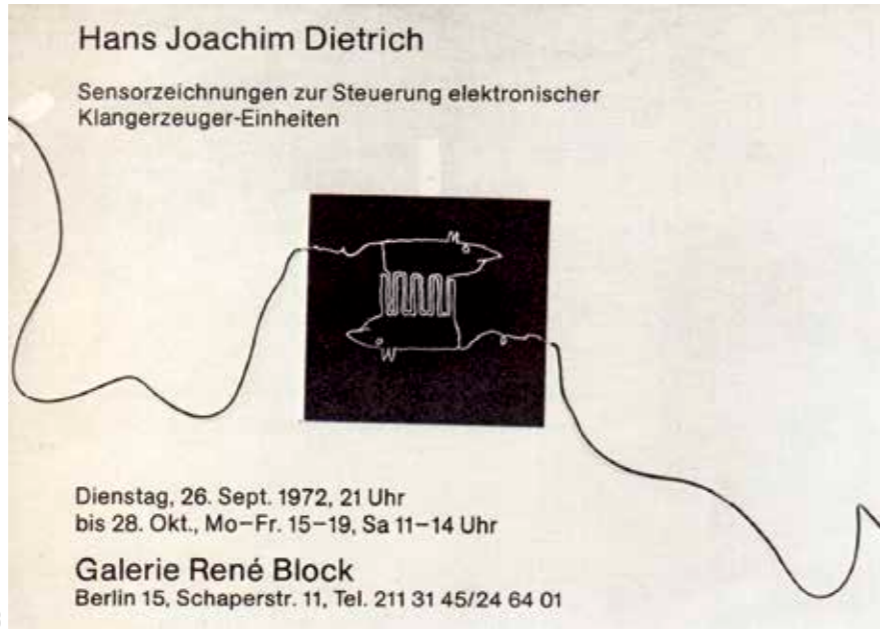 Hans Joachim Dietrich
Sensorzeichnungen zur Steuerung elektronischer
Klangerzeuger-Einheiten
Dienstag, 26. Sept. 1972, 21 Uhr
bis 28. Okt., Mo–Fr. 15–19, Sa 11–14 Uhr
Galerie René Block
Berlin 15, Schaperstr. 11, Tel. 211 31 45/24 64 01